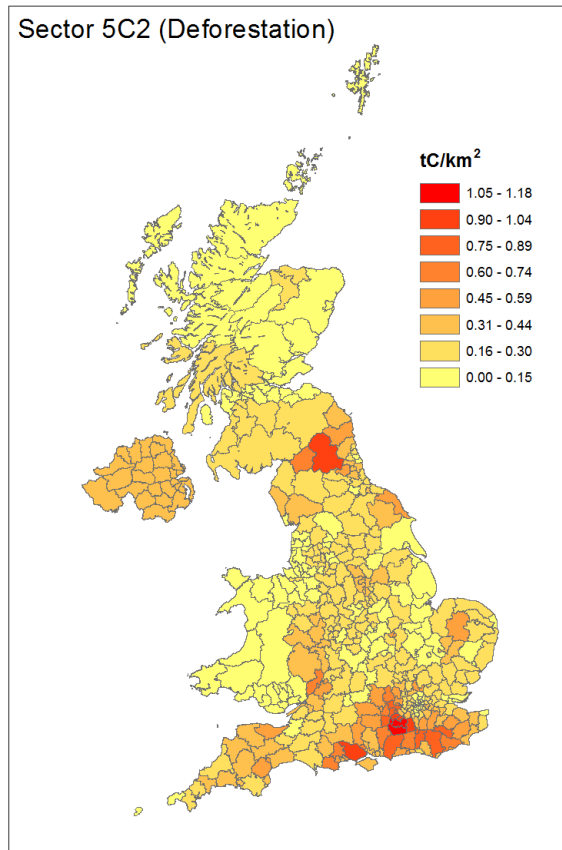 Sector 5C2 (Deforestation)
tC/km²
1.05 - 1.18
0.90 - 1.04
0.75 - 0.89
0.60 - 0.74
0.45 - 0.59
0.31 - 0.44
0.16 - 0.30
0.00 - 0.15